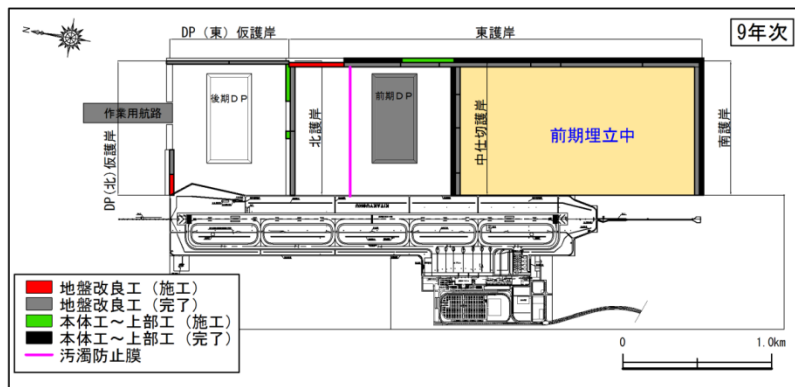 9年次
N
DP（東）仮護岸
東護岸
作業用航路
後期DP
前期DP
前期埋立中
DP(北)仮護岸
北護岸
中仕切護岸
南護岸
地盤改良工（施工）
地盤改良工（完了）
本体工～上部工（施工）
本体工～上部工（完了）
汚濁防止膜
0
1.0km